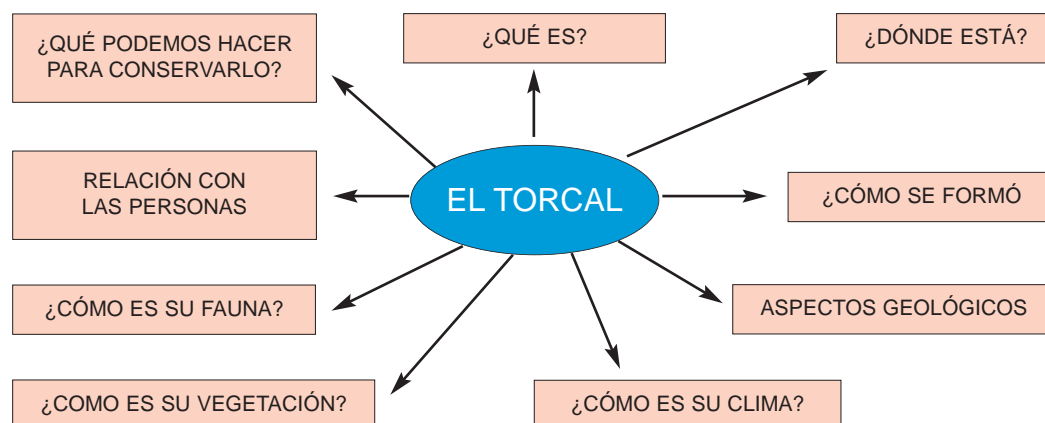 ¿QUÉ PODEMOS HACER
PARA CONSERVARLO?
¿QUÉ ES?
¿DÓNDE ESTÁ?
RELACIÓN CON
LAS PERSONAS
EL TORCAL
¿CÓMO SE FORMÓ
¿CÓMO ES SU FAUNA?
ASPECTOS GEOLÓGICOS
¿COMO ES SU VEGETACIÓN?
¿CÓMO ES SU CLIMA?